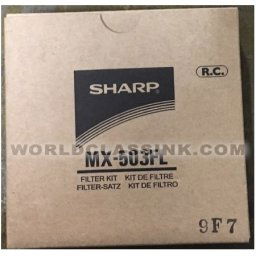 R.C.
SHARP
WORLDCLASSINK.COM
MX-503FL
FILTER KIT KIT DE FILTRE
FILTER-SATZ KIT DE FILTRO
9F7